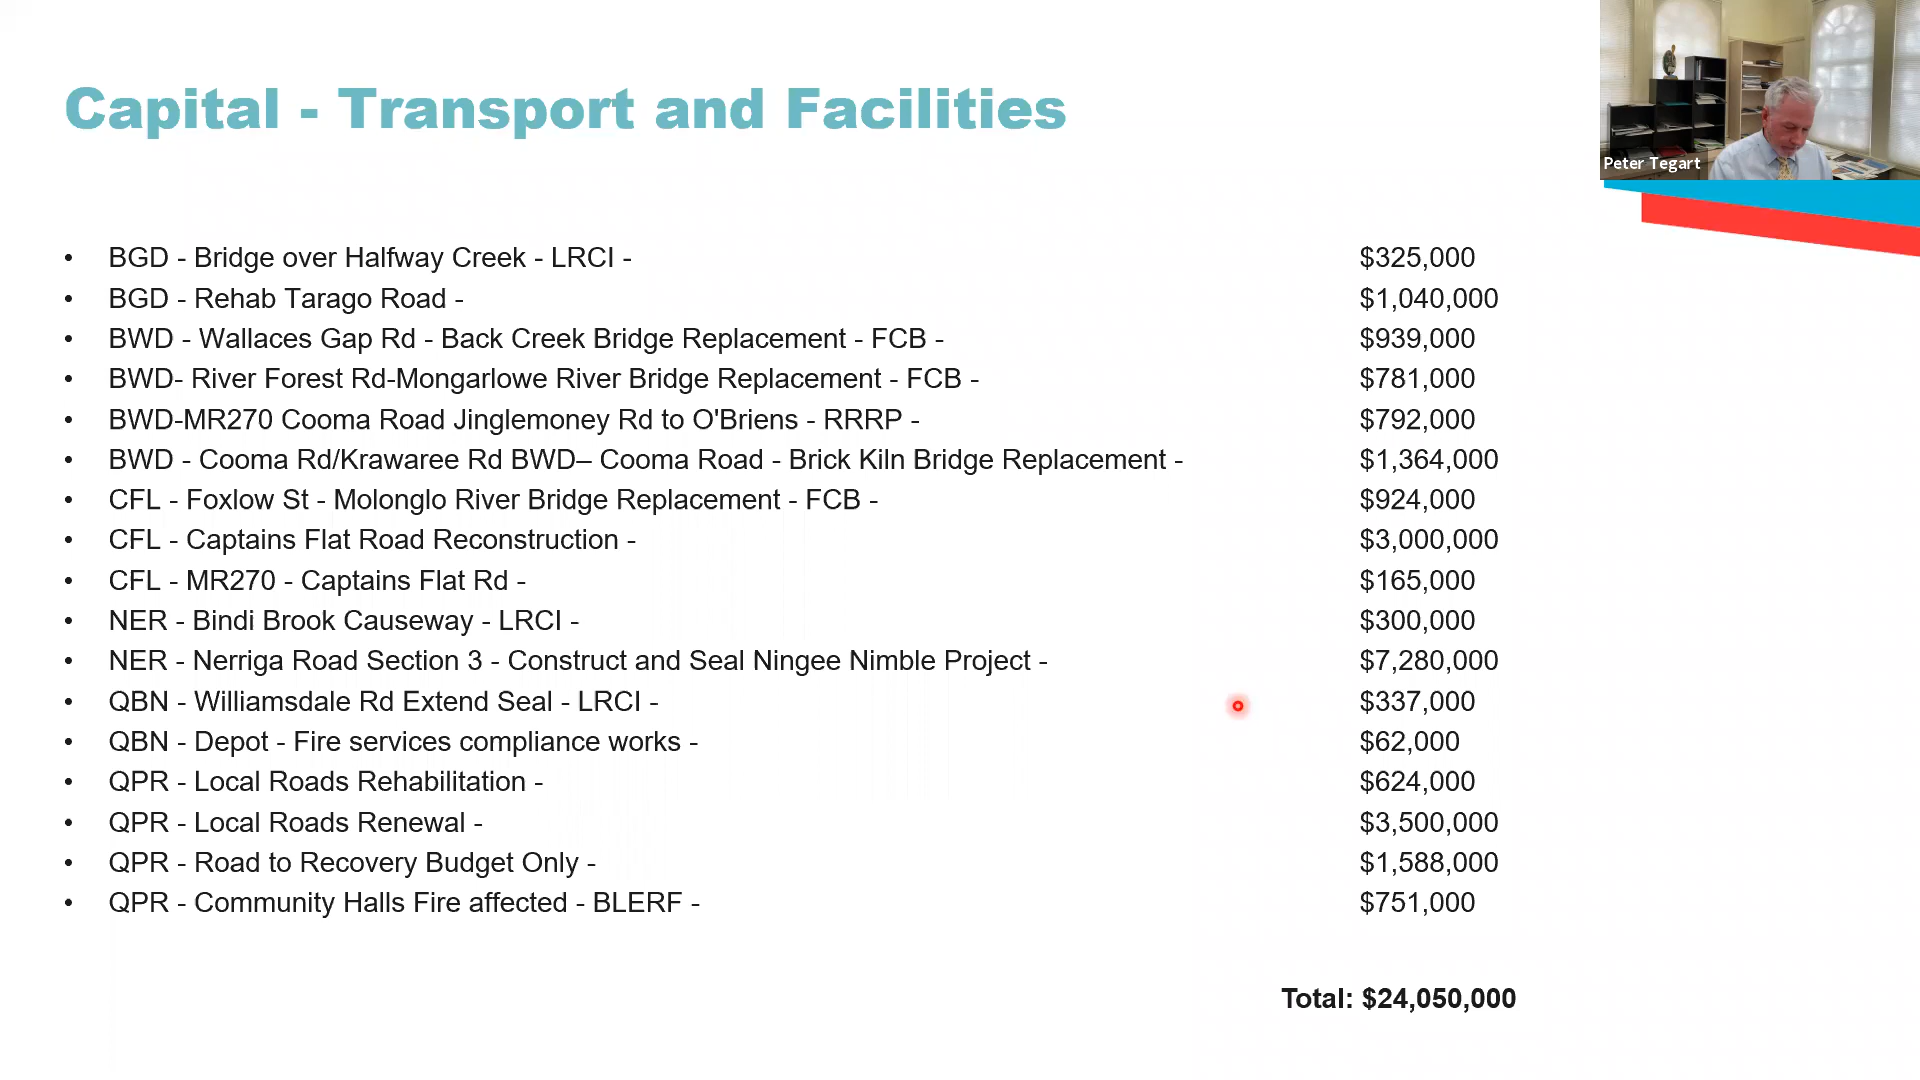 Capital - Transport and Facilities
Peter Tegart
• BGD - Bridge over Halfway Creek - LRCI - $325,000
• BGD - Rehab Tarago Road - $1,040,000
• BWD - Wallaces Gap Rd - Back Creek Bridge Replacement - FCB - $939,000
• BWD- River Forest Rd-Mongarlowe River Bridge Replacement - FCB - $781,000
• BWD-MR270 Cooma Road Jinglemoney Rd to O'Briens - RRRP - $792,000
• BWD - Cooma Rd/Krawaree Rd BWD– Cooma Road - Brick Kiln Bridge Replacement - $1,364,000
• CFL - Foxlow St - Molonglo River Bridge Replacement - FCB - $924,000
• CFL - Captains Flat Road Reconstruction - $3,000,000
• CFL - MR270 - Captains Flat Rd - $165,000
• NER - Bindi Brook Causeway - LRCI - $300,000
• NER - Nerriga Road Section 3 - Construct and Seal Ningee Nimble Project - $7,280,000
• QBN - Williamsdale Rd Extend Seal - LRCI - $337,000
• QBN - Depot - Fire services compliance works - $62,000
• QPR - Local Roads Rehabilitation - $624,000
• QPR - Local Roads Renewal - $3,500,000
• QPR - Road to Recovery Budget Only - $1,588,000
• QPR - Community Halls Fire affected - BLERF - $751,000
Total: $24,050,000